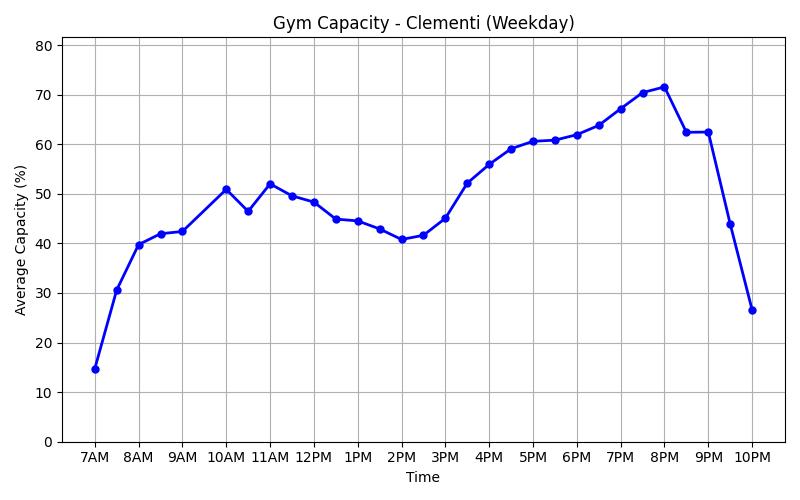 Gym Capacity - Clementi (Weekday)
80
70
60
50
40
30
20
10
0
Average Capacity (%)
7AM 8AM 9AM 10AM 11AM 12PM 1PM 2PM 3PM 4PM 5PM 6PM 7PM 8PM 9PM 10PM
Time